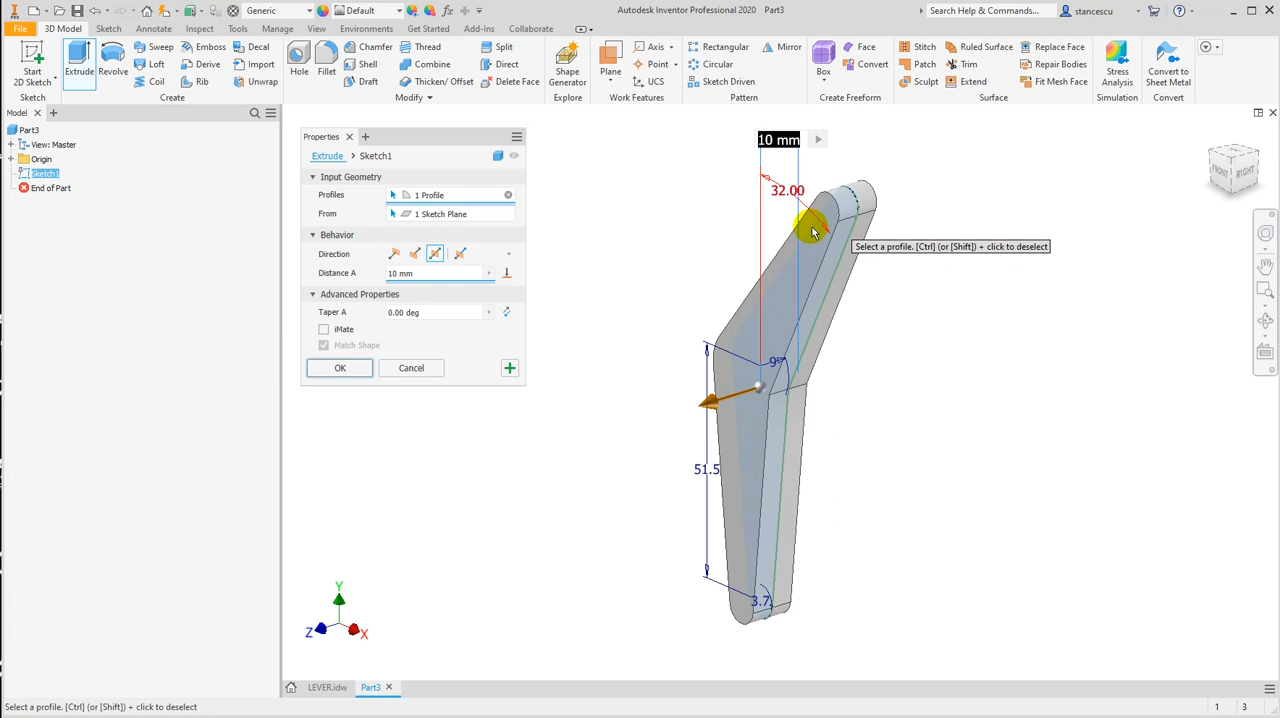 Generic
Default
Autodesk Inventor Professional 2020 Part3
Search Help & Commands...
stancescu
File 3D Model Sketch Annotate Inspect Tools Manage View Environments Get Started Add-Ins Collaborate
Start
2D Sketch
Extrude
Revolve
Sweep
Loft
Coil
Emboss
Derive
Rib
Decal
Import
Unwrap
Hole
Fillet
Chamfer
Shell
Draft
Thread
Combine
Thicken/ Offset
Split
Direct
Delete Face
Shape
Generator
Plane
Axis
Point
UCS
Rectangular
Circular
Sketch Driven
Mirror
Box
Face
Convert
Stitch
Patch
Sculpt
Ruled Surface
Trim
Extend
Replace Face
Repair Bodies
Fit Mesh Face
Stress
Analysis
Convert to
Sheet Metal
Sketch
Create
Modify
Explore
Work Features
Pattern
Create Freeform
Surface
Simulation
Convert
Model
Part3
View: Master
Origin
Sketch1
End of Part
Properties
Extrude > Sketch1
Input Geometry
Profiles 1 Profile
From 1 Sketch Plane
Behavior
Direction
Distance A 10 mm
Advanced Properties
Taper A 0.00 deg
iMate
Match Shape
OK Cancel
10 mm
32.00
Select a profile. [Ctrl] (or [Shift]) + click to deselect
9
51.5
3.7
FRONT
RIGHT
Y
Z
X
LEVER.idw
Part3
Select a profile. [Ctrl] (or [Shift]) + click to deselect
1 3